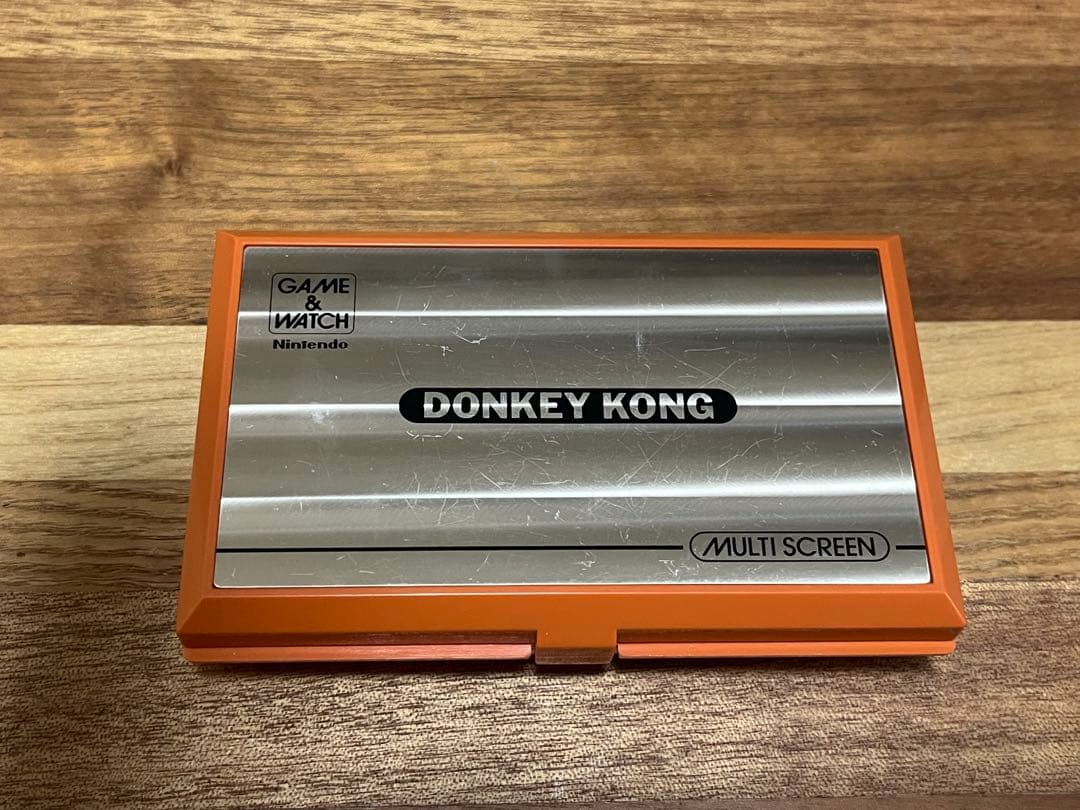 GAME
&
WATCH
Nintendo
DONKEY KONG
MULTI SCREEN